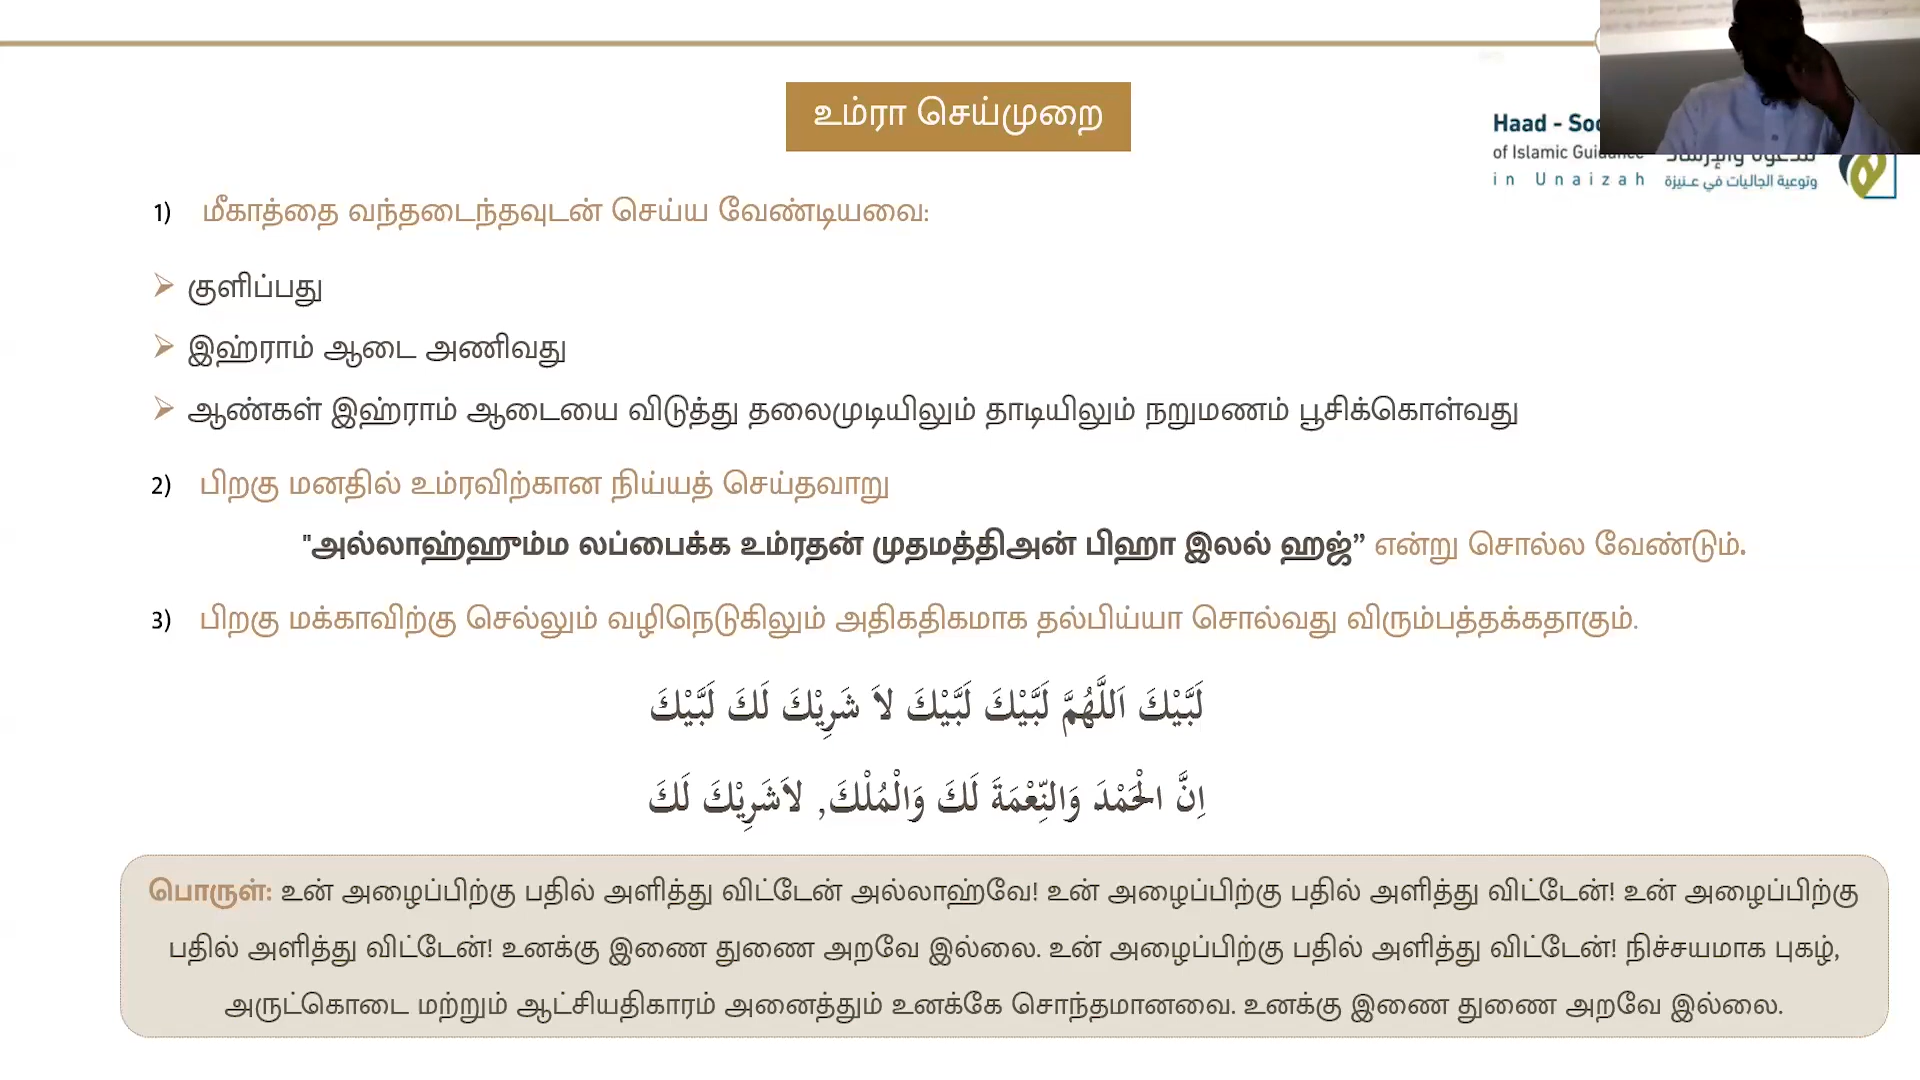 உம்ரா செய்முறை
Haad -
of Islamic Guidance
in Unaizah
وتوعية الجاليات في عنيزة
1) மீகாத்தை வந்தடைந்தவுடன் செய்ய வேண்டியவை:
குளிப்பது
இஹ்ராம் ஆடை அணிவது
ஆண்கள் இஹ்ராம் ஆடையை விடுத்து தலைமுடியிலும் தாடியிலும் நறுமணம் பூசிக்கொள்வது
2) பிறகு மனதில் உம்ரவிற்கான நிய்யத் செய்தவாறு
"அல்லாஹ்ஹும்ம லப்பைக்க உம்ரதன் முதமத்திஅன் பிஹா இலல் ஹஜ்” என்று சொல்ல வேண்டும்.
3) பிறகு மக்காவிற்கு செல்லும் வழிநெடுகிலும் அதிகதிகமாக தல்பிய்யா சொல்வது விரும்பத்தக்கதாகும்.
لَبَّيْكَ اَللَّهُمَّ لَبَّيْكَ لَبَّيْكَ لاَ شَرِيْكَ لَكَ لَبَّيْكَ
اِنَّ الْحَمْدَ وَالنِّعْمَةَ لَكَ وَالْمُلْكَ, لاَشَرِيْكَ لَكَ
பொருள்: உன் அழைப்பிற்கு பதில் அளித்து விட்டேன் அல்லாஹ்வே! உன் அழைப்பிற்கு பதில் அளித்து விட்டேன்! உன் அழைப்பிற்கு
பதில் அளித்து விட்டேன்! உனக்கு இணை துணை அறவே இல்லை. உன் அழைப்பிற்கு பதில் அளித்து விட்டேன்! நிச்சயமாக புகழ்,
அருட்கொடை மற்றும் ஆட்சியதிகாரம் அனைத்தும் உனக்கே சொந்தமானவை. உனக்கு இணை துணை அறவே இல்லை.